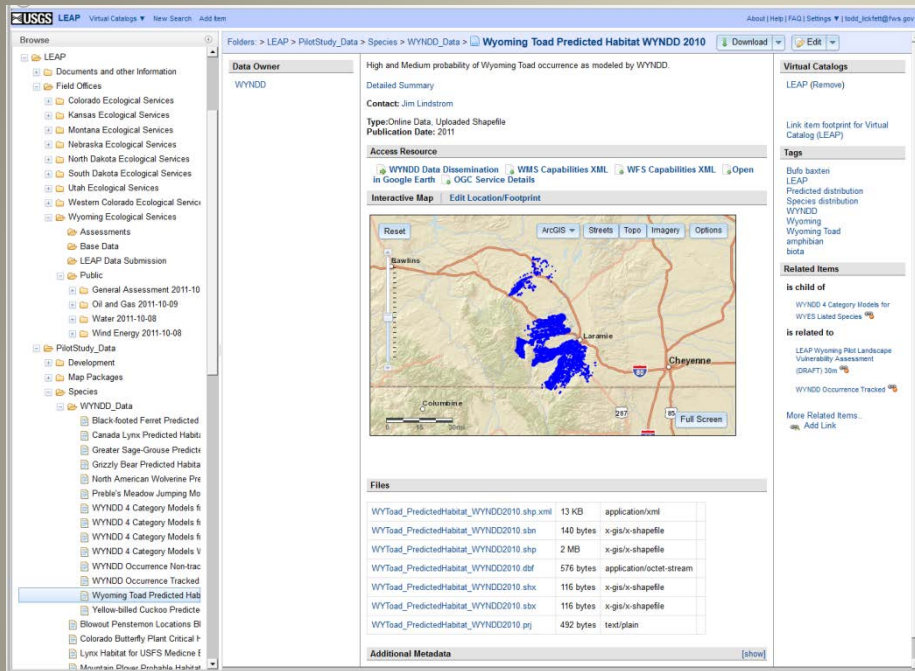 USGS LEAP Virtual Catalogs ▼ New Search Add Item
About | Help | FAQ | Settings ▼ | todd_lickfett@fws.gov
Browse
LEAP
Documents and other Information
Field Offices
Colorado Ecological Services
Kansas Ecological Services
Montana Ecological Services
Nebraska Ecological Services
North Dakota Ecological Services
South Dakota Ecological Services
Utah Ecological Services
Western Colorado Ecological Servic
Wyoming Ecological Services
Assessments
Base Data
LEAP Data Submission
Public
General Assessment 2011-10
Oil and Gas 2011-10-09
Water 2011-10-08
Wind Energy 2011-10-08
PilotStudy_Data
Development
Map Packages
Species
WYNDD_Data
Black-footed Ferret Predicted
Canada Lynx Predicted Habita
Greater Sage-Grouse Predicte
Grizzly Bear Predicted Habita
North American Wolverine Pre
Preble's Meadow Jumping Mo
WYNDD 4 Category Models f
WYNDD 4 Category Models f
WYNDD 4 Category Models f
WYNDD 4 Category Models W
WYNDD Occurrence Non-trac
WYNDD Occurrence Tracked
Wyoming Toad Predicted Hab
Yellow-billed Cuckoo Predicte
Blowout Penstemon Locations Bl
Colorado Butterfly Plant Critical H
Lynx Habitat for USFS Medicine B
Mountain Plover Probable Habitat
Folders: > LEAP > PilotStudy_Data > Species > WYNDD_Data > Wyoming Toad Predicted Habitat WYNDD 2010
Download
Edit
Data Owner
WYNDD
High and Medium probability of Wyoming Toad occurrence as modeled by WYNDD.
Detailed Summary
Contact: Jim Lindstrom
Type: Online Data, Uploaded Shapefile
Publication Date: 2011
Access Resource
WYNDD Data Dissemination WMS Capabilities XML WFS Capabilities XML Open
in Google Earth OGC Service Details
Interactive Map | Edit Location/Footprint
Reset
ArcGIS Streets Topo Imagery Options
Rawlins
Laramie
Cheyenne
80
Columbine
287
85
0 15 30mi
Full Screen
Files
WYToad_PredictedHabitat_WYNDD2010.shp.xml 13 KB application/xml
WYToad_PredictedHabitat_WYNDD2010.sbn 140 bytes x-gis/x-shapefile
WYToad_PredictedHabitat_WYNDD2010.shp 2 MB x-gis/x-shapefile
WYToad_PredictedHabitat_WYNDD2010.dbf 576 bytes application/octet-stream
WYToad_PredictedHabitat_WYNDD2010.shx 116 bytes x-gis/x-shapefile
WYToad_PredictedHabitat_WYNDD2010.sbx 116 bytes x-gis/x-shapefile
WYToad_PredictedHabitat_WYNDD2010.prj 492 bytes text/plain
Additional Metadata [show]
Virtual Catalogs
LEAP (Remove)
Link item footprint for Virtual
Catalog (LEAP)
Tags
Bufo baxteri
LEAP
Predicted distribution
Species distribution
WYNDD
Wyoming
Wyoming Toad
amphibian
biota
Related Items
is child of
WYNDD 4 Category Models for
WYES Listed Species
is related to
LEAP Wyoming Pilot Landscape
Vulnerability Assessment
(DRAFT) 30m
WYNDD Occurrence Tracked
More Related Items..
Add Link